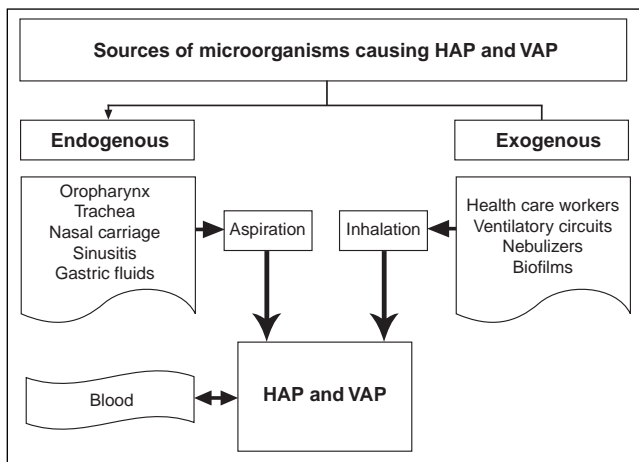 Sources of microorganisms causing HAP and VAP
Endogenous
Exogenous
Oropharynx
Trachea
Nasal carriage
Sinusitis
Gastric fluids
Aspiration
Inhalation
Health care workers
Ventilatory circuits
Nebulizers
Biofilms
Blood
HAP and VAP